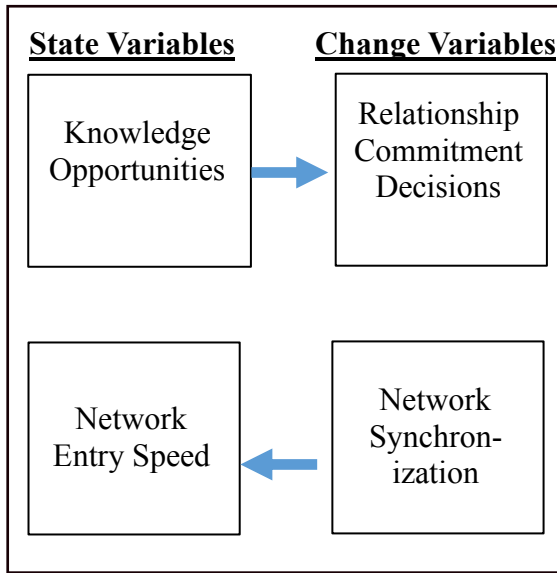 State Variables
Change Variables
Knowledge
Opportunities
Relationship
Commitment
Decisions
Network
Entry Speed
Network
Synchron-
ization